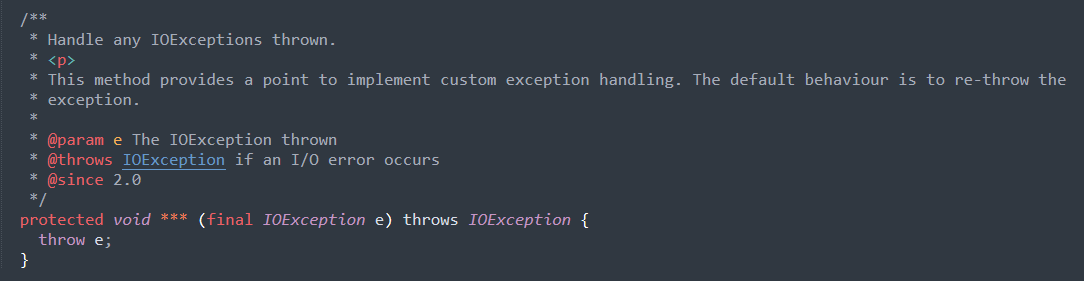 /**
 * Handle any IOExceptions thrown.
 * <p>
 * This method provides a point to implement custom exception handling. The default behaviour is to re-throw the
 * exception.
 *
 * @param e The IOException thrown
 * @throws IOException if an I/O error occurs
 * @since 2.0
 */
protected void *** (final IOException e) throws IOException {
  throw e;
}